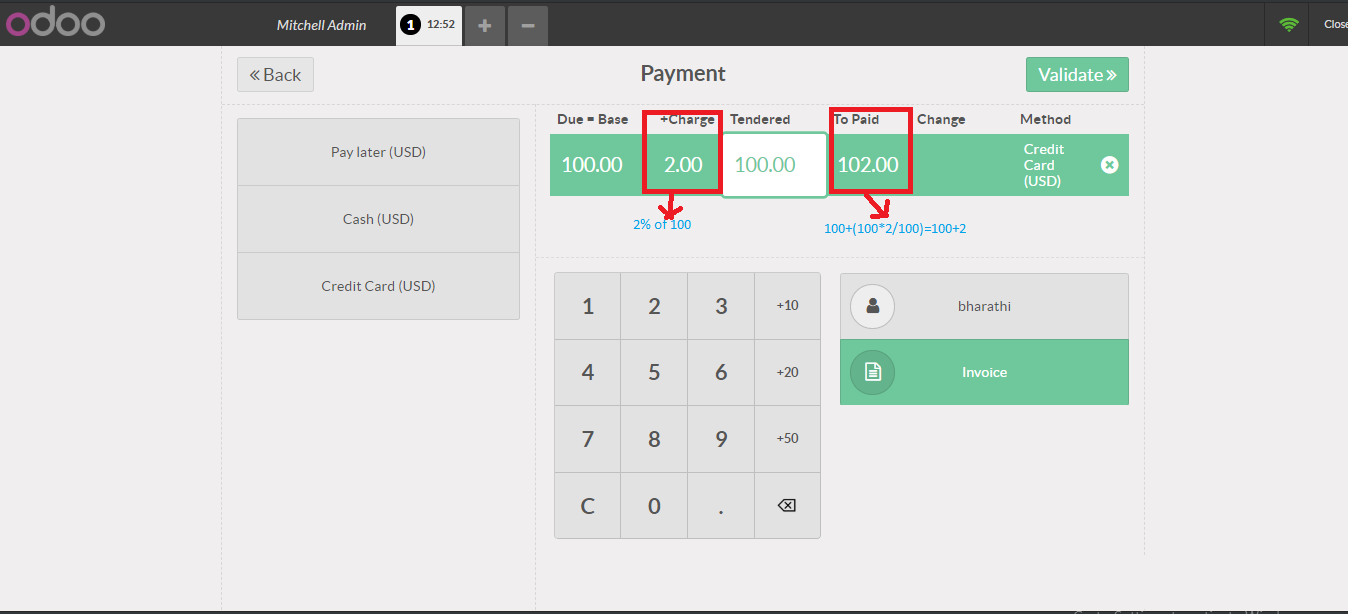 odoo
Mitchell Admin
1 12:52
Close
Back
Payment
Validate
Due = Base +Charge Tendered To Paid Change Method
100.00 2.00 100.00 102.00
Credit
Card
(USD)
2% of 100
100+(100*2/100)=100+2
Pay later (USD)
Cash (USD)
Credit Card (USD)
1 2 3 +10
4 5 6 +20
7 8 9 +50
C 0 .
bharathi
Invoice